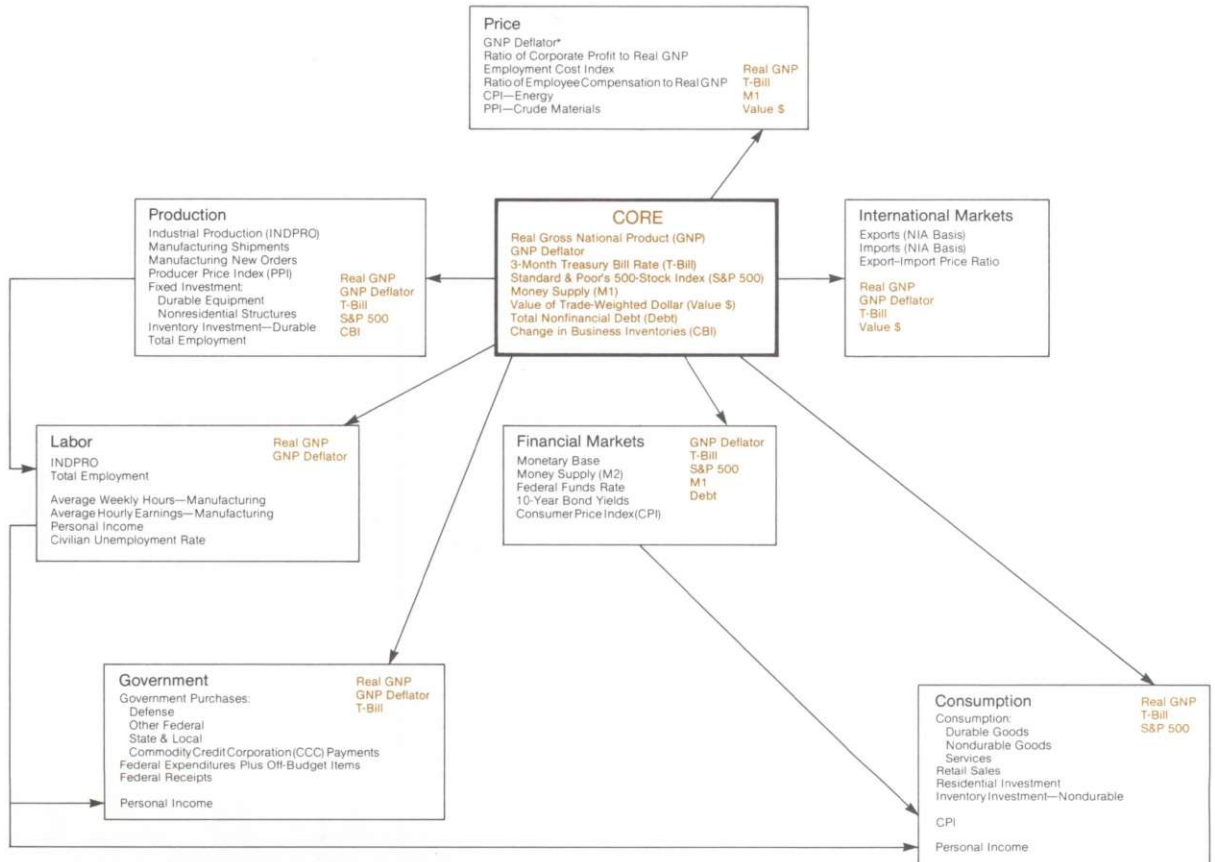 Price
GNP Deflator*
Ratio of Corporate Profit to Real GNP
Employment Cost Index
Ratio of Employee Compensation to Real GNP
CPI—Energy
PPI—Crude Materials
Real GNP
T-Bill
M1
Value $
Production
Industrial Production (INDPRO)
Manufacturing Shipments
Manufacturing New Orders
Producer Price Index (PPI)
Fixed Investment:
Durable Equipment
Nonresidential Structures
Inventory Investment—Durable
Total Employment
Real GNP
GNP Deflator
T-Bill
S&P 500
CBI
CORE
Real Gross National Product (GNP)
GNP Deflator
3-Month Treasury Bill Rate (T-Bill)
Standard & Poor's 500-Stock Index (S&P 500)
Money Supply (M1)
Value of Trade-Weighted Dollar (Value $)
Total Nonfinancial Debt (Debt)
Change in Business Inventories (CBI)
International Markets
Exports (NIA Basis)
Imports (NIA Basis)
Export–Import Price Ratio
Real GNP
GNP Deflator
T-Bill
Value $
Labor
INDPRO
Total Employment
Average Weekly Hours—Manufacturing
Average Hourly Earnings—Manufacturing
Personal Income
Civilian Unemployment Rate
Real GNP
GNP Deflator
Financial Markets
Monetary Base
Money Supply (M2)
Federal Funds Rate
10-Year Bond Yields
Consumer Price Index (CPI)
GNP Deflator
T-Bill
S&P 500
M1
Debt
Government
Government Purchases:
Defense
Other Federal
State & Local
Commodity Credit Corporation (CCC) Payments
Federal Expenditures Plus Off-Budget Items
Federal Receipts
Personal Income
Real GNP
GNP Deflator
T-Bill
Consumption
Consumption:
Durable Goods
Nondurable Goods
Services
Retail Sales
Residential Investment
Inventory Investment—Nondurable
CPI
Personal Income
Real GNP
T-Bill
S&P 500